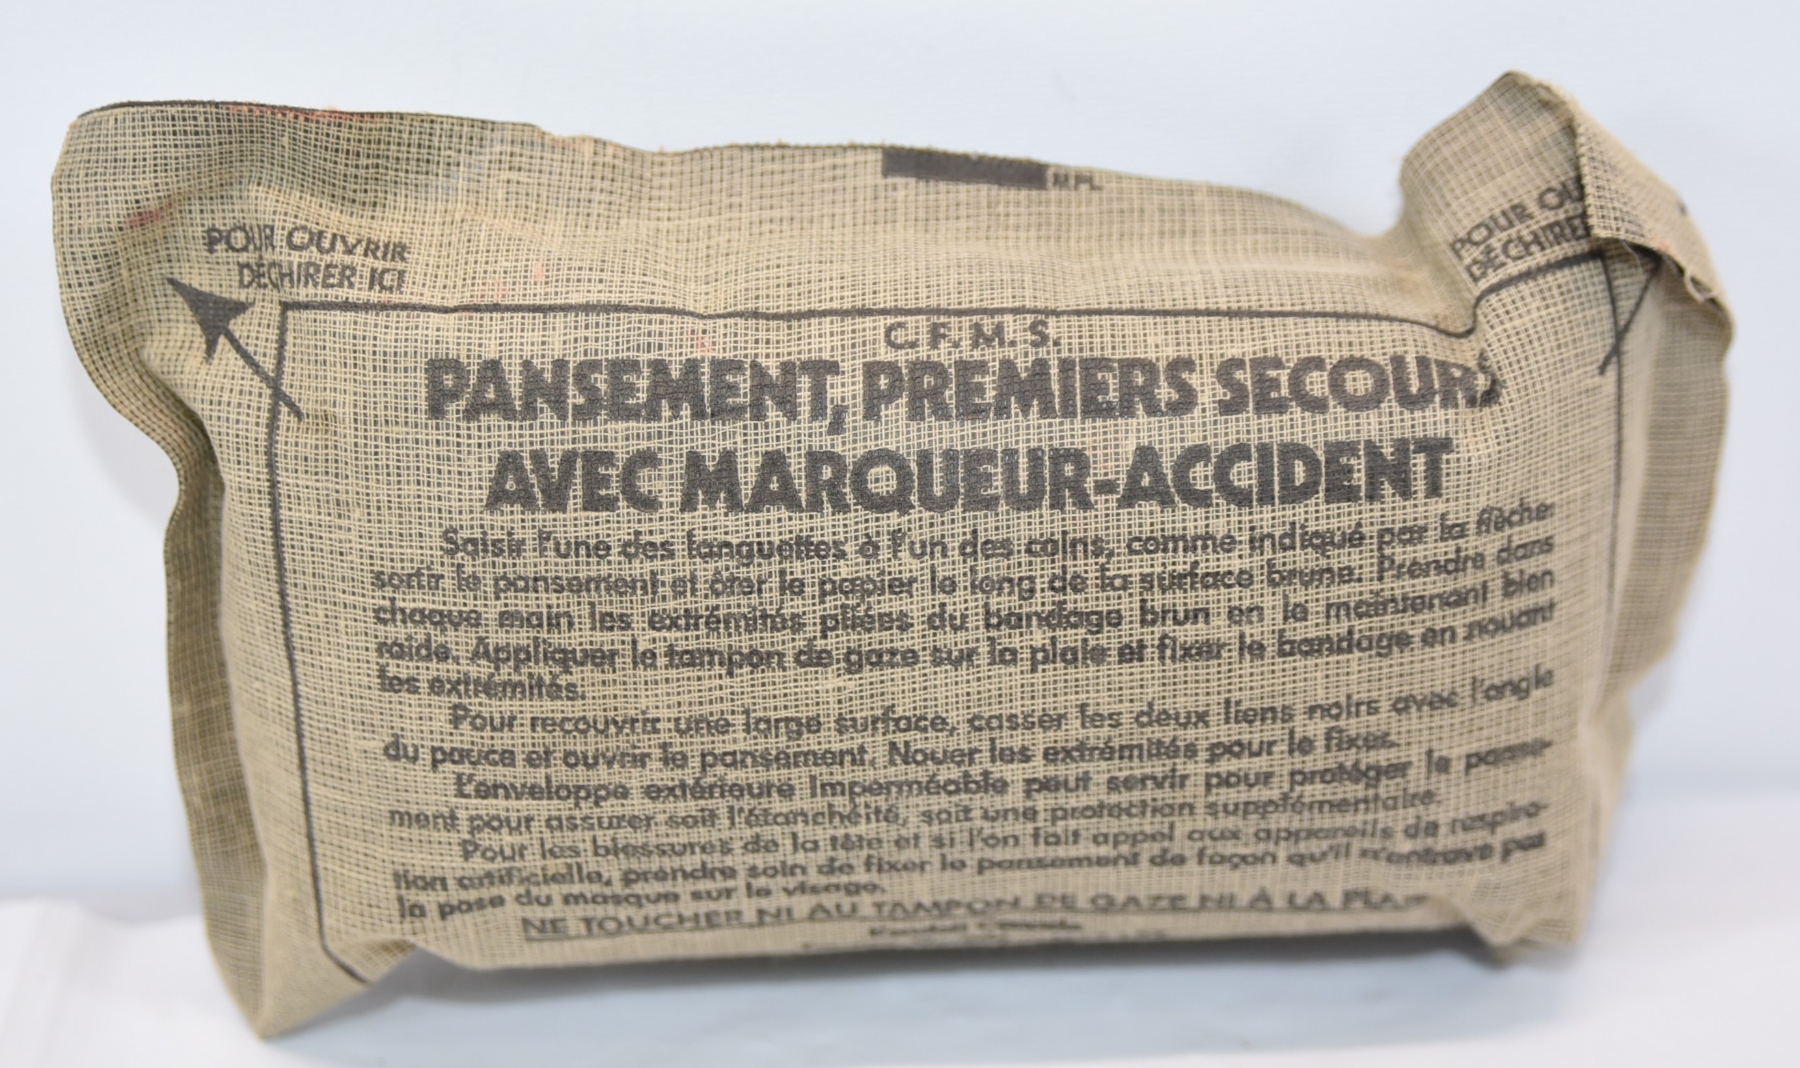 MPL
POUR OUVRIR
DÉCHIRER ICI
POUR OU
DÉCHIRE
C.F.M.S.
PANSEMENT, PREMIERS SECOURS
AVEC MARQUEUR-ACCIDENT
Saisir l'une des languettes à l'un des coins, comme indiqué par la flèche
sortir le pansement et ôter le papier le long de la surface brune. Prendre dans
chaque main les extrémités pliées du bandage brun en le maintenant bien
raide. Appliquer le tampon de gaze sur la plaie et fixer le bandage en nouant
les extrémités.
Pour recouvrir une large surface, casser les deux liens noirs avec l'angle
du pouce et ouvrir le pansement. Nouer les extrémités pour le fixer.
L'enveloppe extérieure imperméable peut servir pour protéger le panse-
ment pour assurer soit l'étanchéité, soit une protection supplémentaire.
Pour les blessures de la tête et si l'on fait appel aux appareils de respira-
tion artificielle, prendre soin de fixer le pansement de façon qu'il n'entrave pas
la pose du masque sur le visage.
NE TOUCHER NI AU TAMPON DE GAZE NI À LA PLAIE